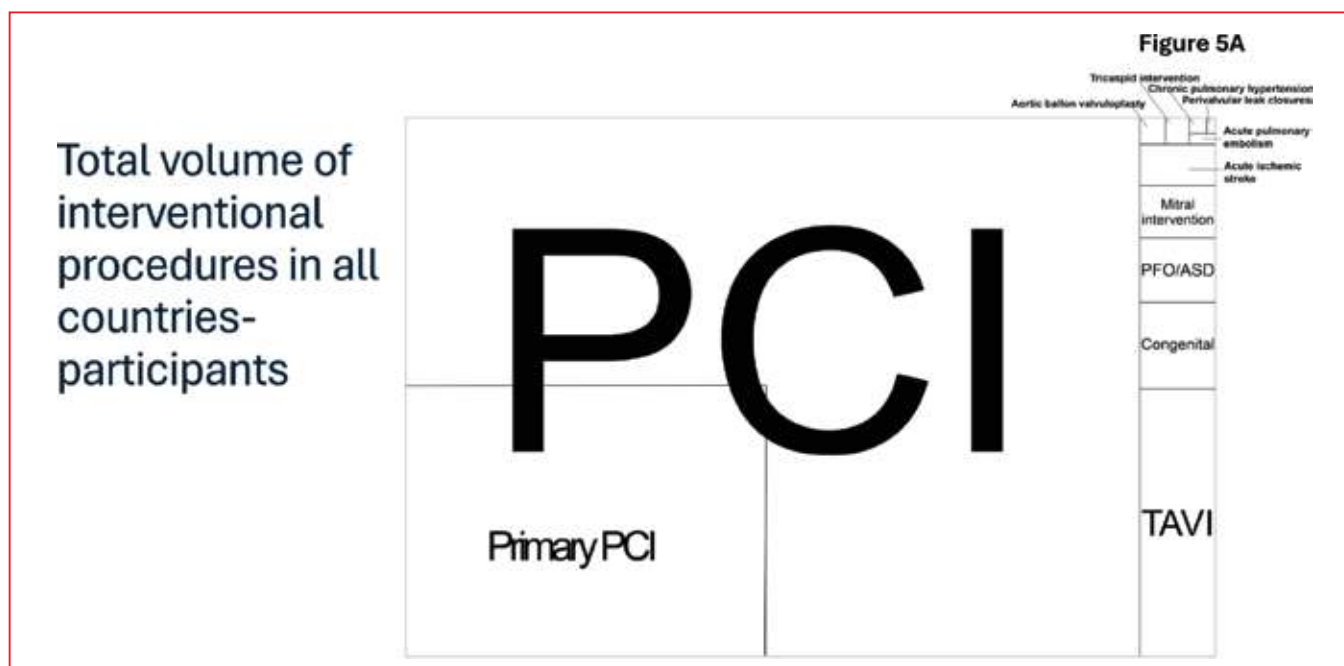 Figure 5A
Total volume of
interventional
procedures in all
countries-
participants
Tricaspid intervention
Chronic pulmonary hypertension
Perivalvular leak closures
Aortic ballon valvuloplasty
Acute pulmonary
embolism
Acute ischemic
stroke
Mitral
intervention
PFO/ASD
Congenital
TAVI
PCI
Primary PCI